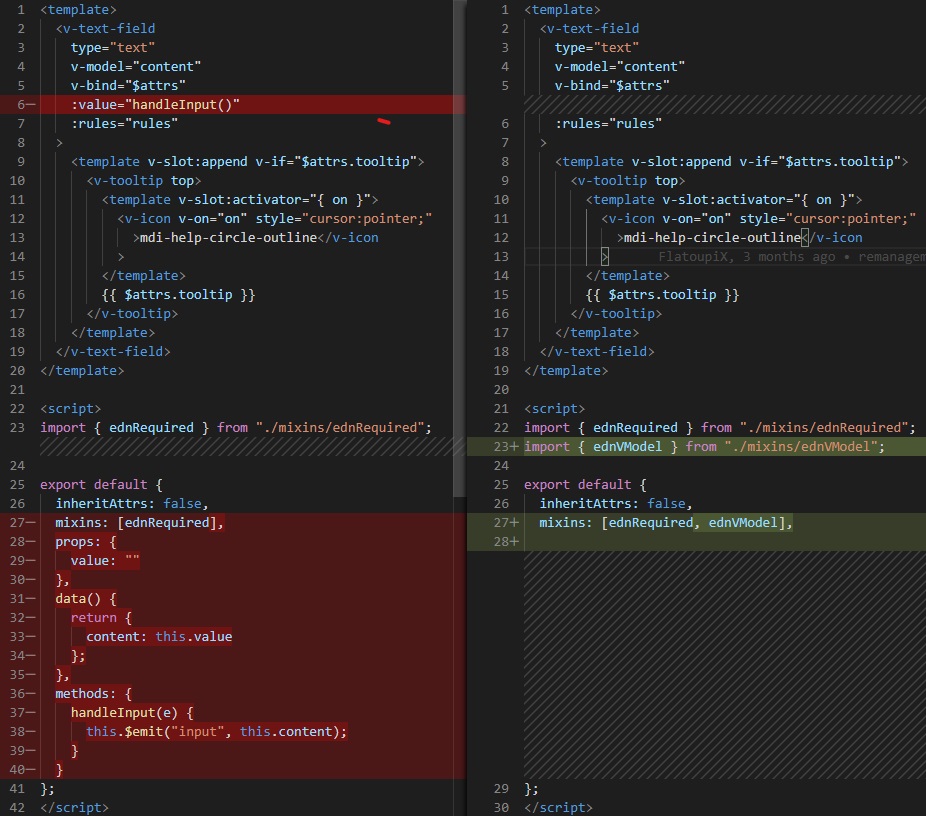 1 <template>
2 <v-text-field
3 type="text"
4 v-model="content"
5 v-bind="$attrs"
6— :value="handleInput()"
7 :rules="rules"
8 >
9 <template v-slot:append v-if="$attrs.tooltip">
10 <v-tooltip top>
11 <template v-slot:activator="{ on }">
12 <v-icon v-on="on" style="cursor:pointer;"
13 >mdi-help-circle-outline</v-icon
14 >
15 </template>
16 {{ $attrs.tooltip }}
17 </v-tooltip>
18 </template>
19 </v-text-field>
20 </template>
21
22 <script>
23 import { ednRequired } from "./mixins/ednRequired";
24
25 export default {
26 inheritAttrs: false,
27— mixins: [ednRequired],
28— props: {
29— value: ""
30— },
31— data() {
32— return {
33— content: this.value
34— };
35— },
36— methods: {
37— handleInput(e) {
38— this.$emit("input", this.content);
39— }
40— }
41 };
42 </script>
1 <template>
2 <v-text-field
3 type="text"
4 v-model="content"
5 v-bind="$attrs"
6 :rules="rules"
7 >
8 <template v-slot:append v-if="$attrs.tooltip">
9 <v-tooltip top>
10 <template v-slot:activator="{ on }">
11 <v-icon v-on="on" style="cursor:pointer;"
12 >mdi-help-circle-outline</v-icon
13 > FlatoupiX, 3 months ago • remanagem
14 </template>
15 {{ $attrs.tooltip }}
16 </v-tooltip>
17 </template>
18 </v-text-field>
19 </template>
20
21 <script>
22 import { ednRequired } from "./mixins/ednRequired";
23+ import { ednVModel } from "./mixins/ednVModel";
24
25 export default {
26 inheritAttrs: false,
27+ mixins: [ednRequired, ednVModel],
28+
29 };
30 </script>